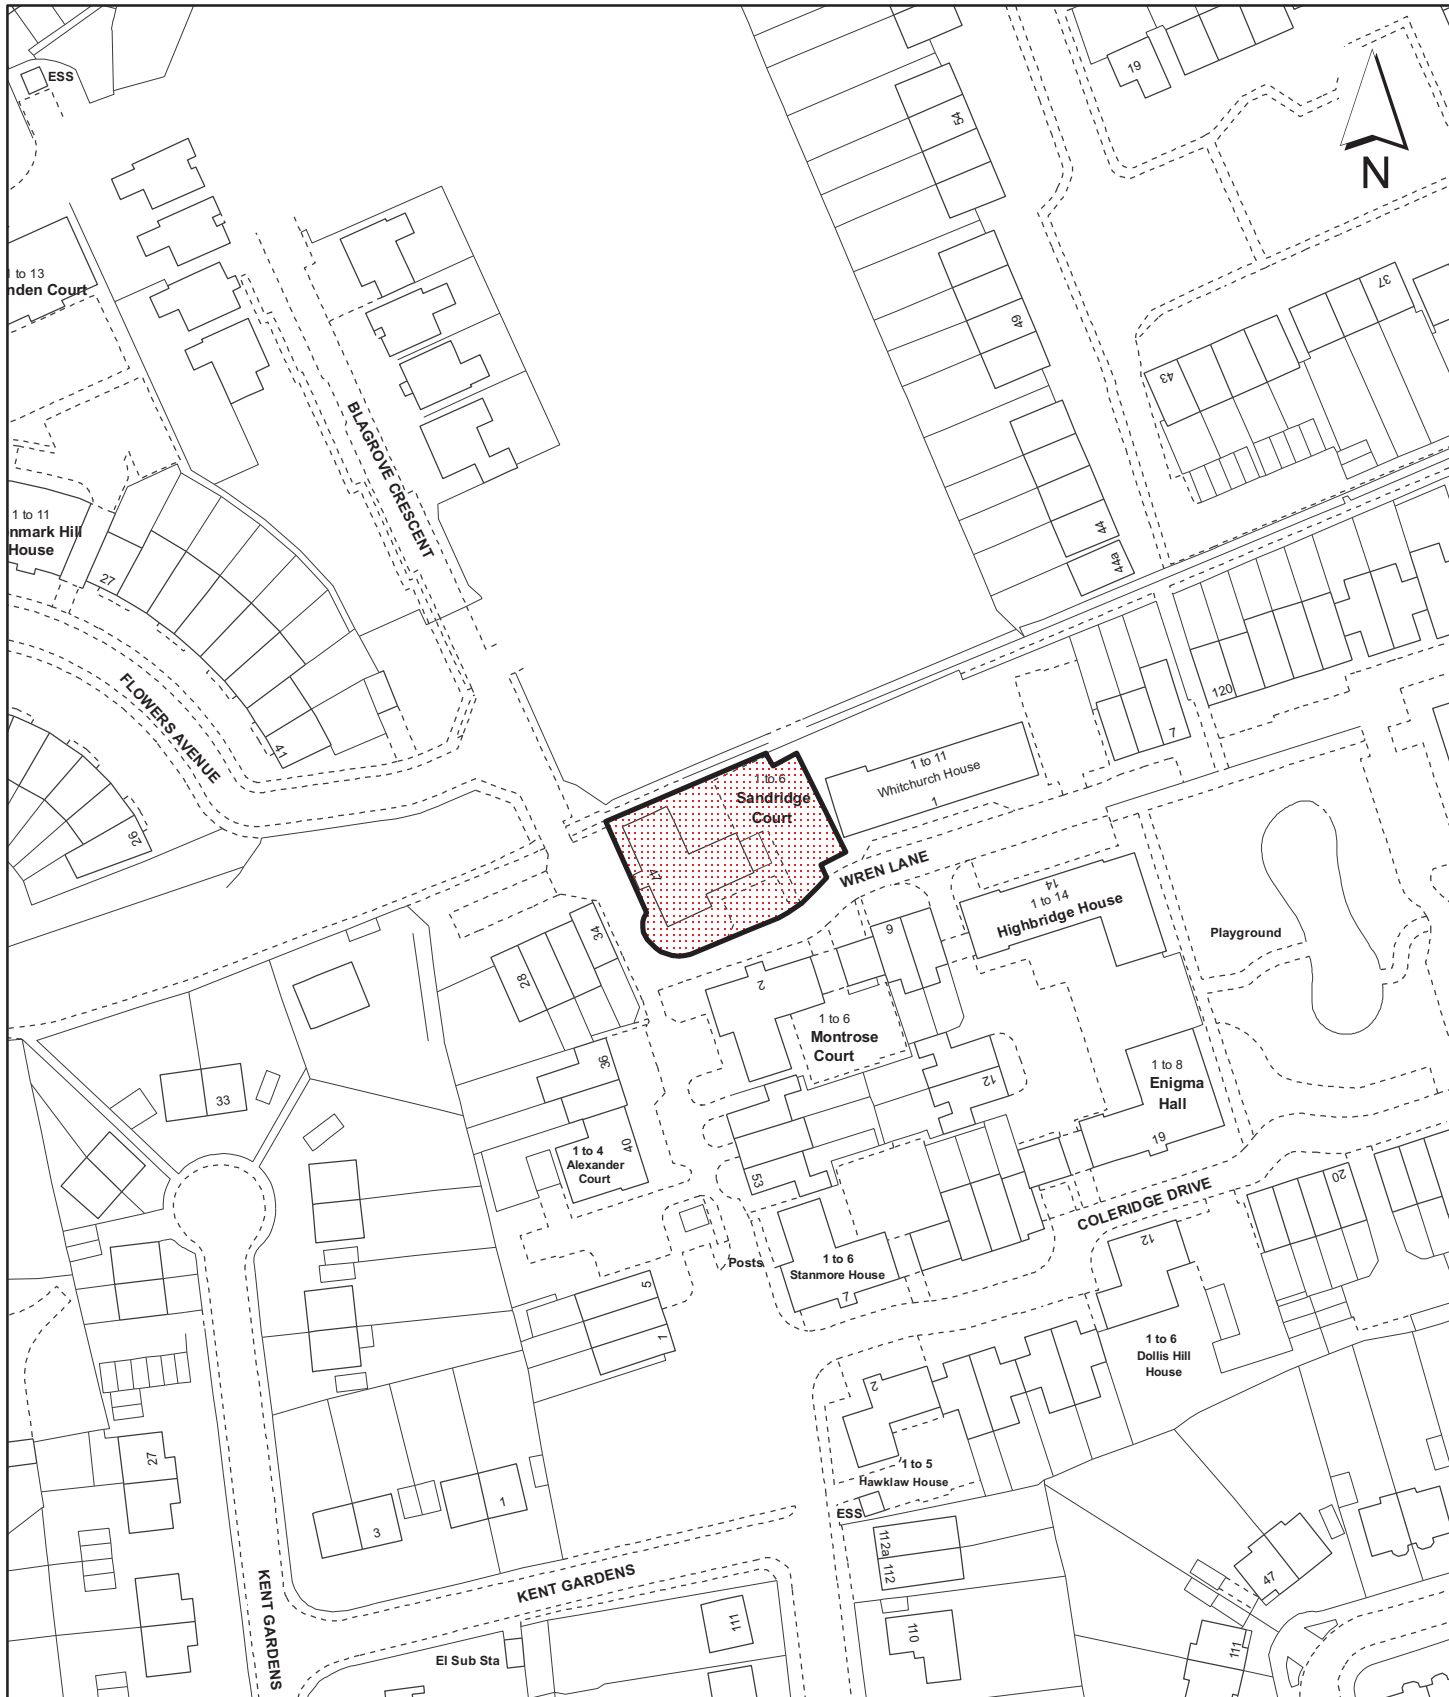 ESS
19
54
N
1 to 13
nden Court
37
49
43
BLAGROVE CRESCENT
44
44a
1 to 11
nmark Hill
House
27
FLOWERS AVENUE
41
120
7
1 to 11
Whitchurch House
1
1 to 6
Sandridge
Court
26
47
WREN LANE
14
1 to 14
Highbridge House
Playground
34
9
28
2
1 to 6
Montrose
Court
36
33
12
1 to 8
Enigma
Hall
19
40
1 to 4
Alexander
Court
53
20
COLERIDGE DRIVE
12
Posts
1 to 6
Stanmore House
7
5
1
1 to 6
Dollis Hill
House
2
27
1 to 5
Hawklaw House
1
ESS
3
112a
112
47
KENT GARDENS
KENT GARDENS
111
110
111
El Sub Sta